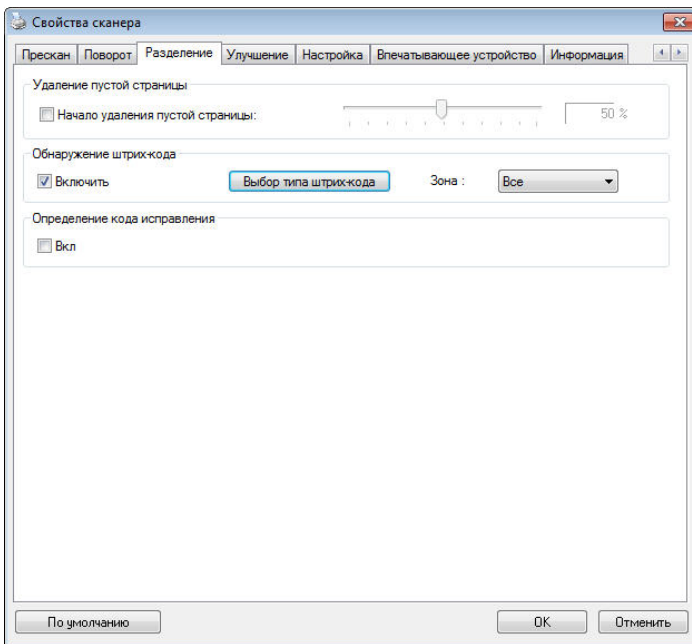 Свойства сканера
Прескан Поворот Разделение Улучшение Настройка Впечатывающее устройство Информация
Удаление пустой страницы
Начало удаления пустой страницы: 50 %
Обнаружение штрих-кода
Включить Выбор типа штрих-кода Зона : Все
Определение кода исправления
Вкл
По умолчанию OK Отменить